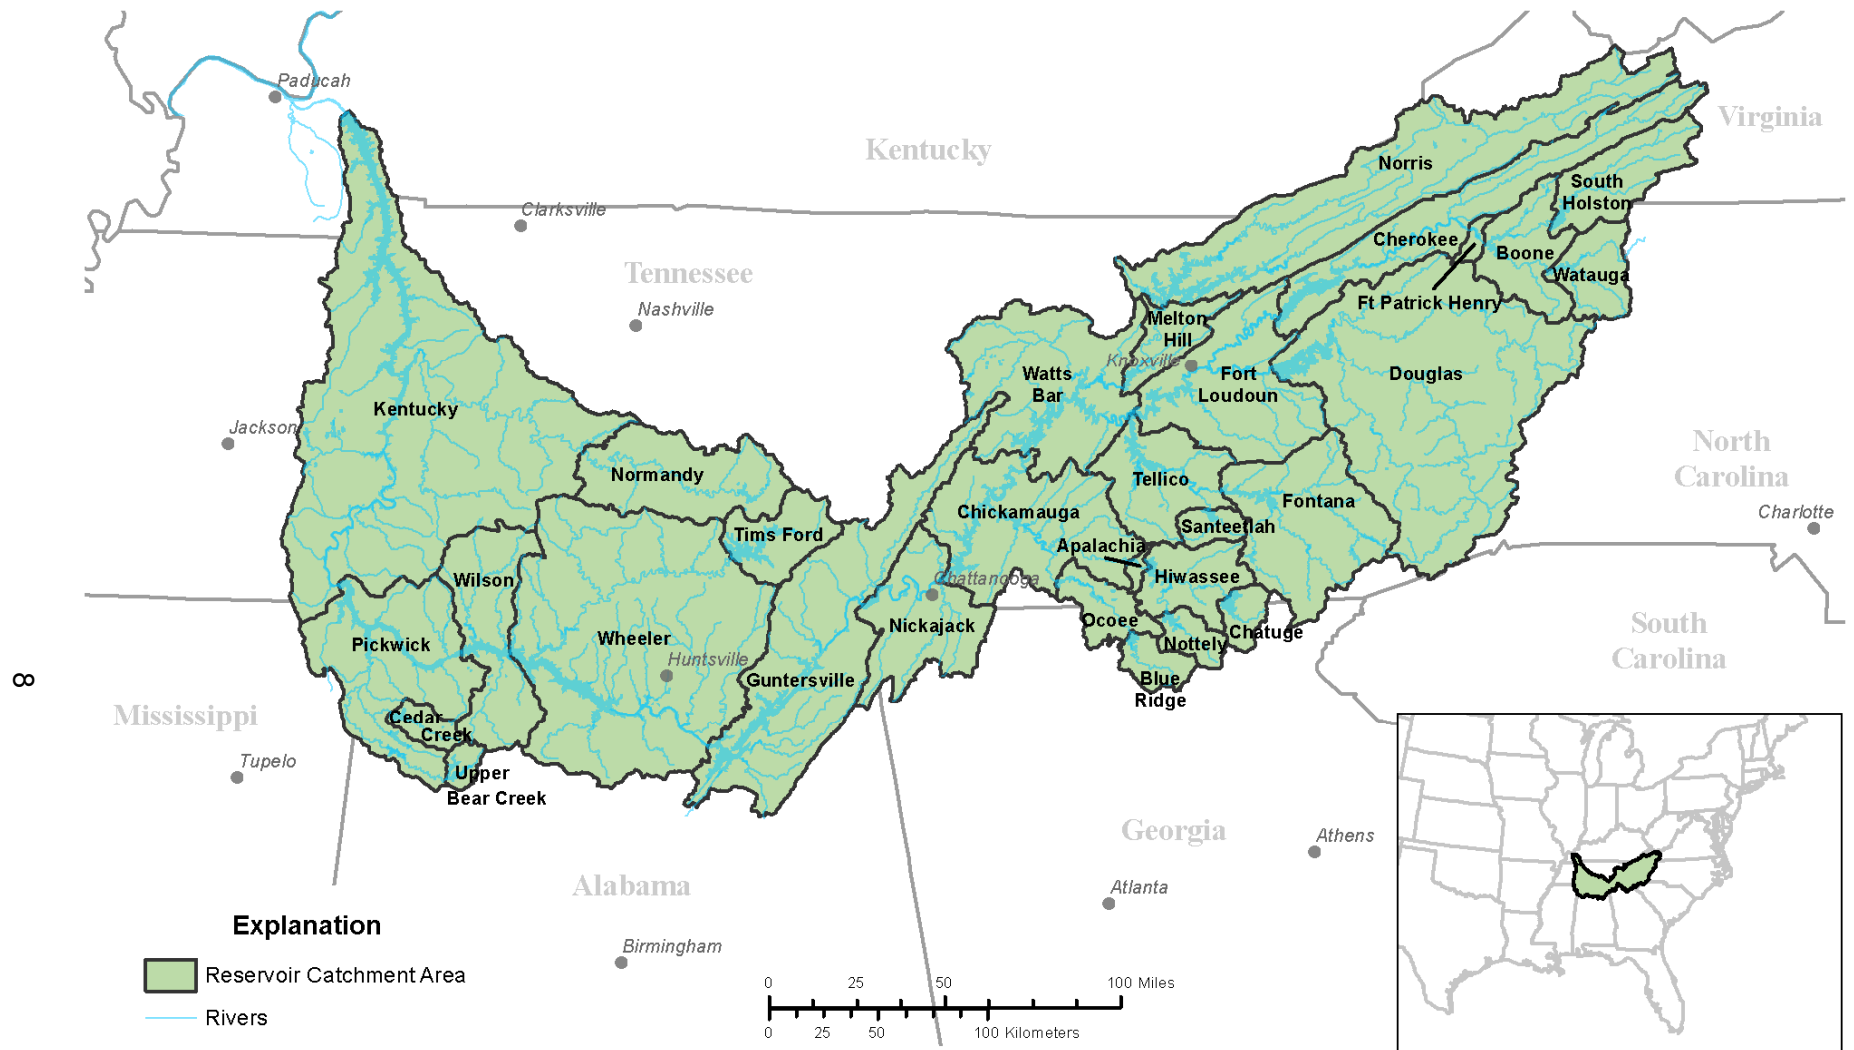 Paducah
Virginia
Kentucky
Norris
South
Holston
Clarksville
Cherokee
Boone
Tennessee
Watauga
Ft Patrick Henry
Nashville
Melton
Hill
Knoxville
Watts
Bar
Fort
Loudoun
Douglas
Kentucky
Jackson
North
Carolina
Normandy
Tellico
Fontana
Chickamauga
Charlotte
Santeetlah
Tims Ford
Apalachia
Wilson
Chattanooga
Hiwassee
Ocoee
Nickajack
Chatuge
South
Carolina
Pickwick
Wheeler
Nottely
Huntsville
Guntersville
Blue
Ridge
8
Mississippi
Cedar
Creek
Tupelo
Upper
Bear Creek
Georgia
Athens
Alabama
Atlanta
Explanation
Birmingham
Reservoir Catchment Area
Rivers
0 25 50 100 Miles
0 25 50 100 Kilometers